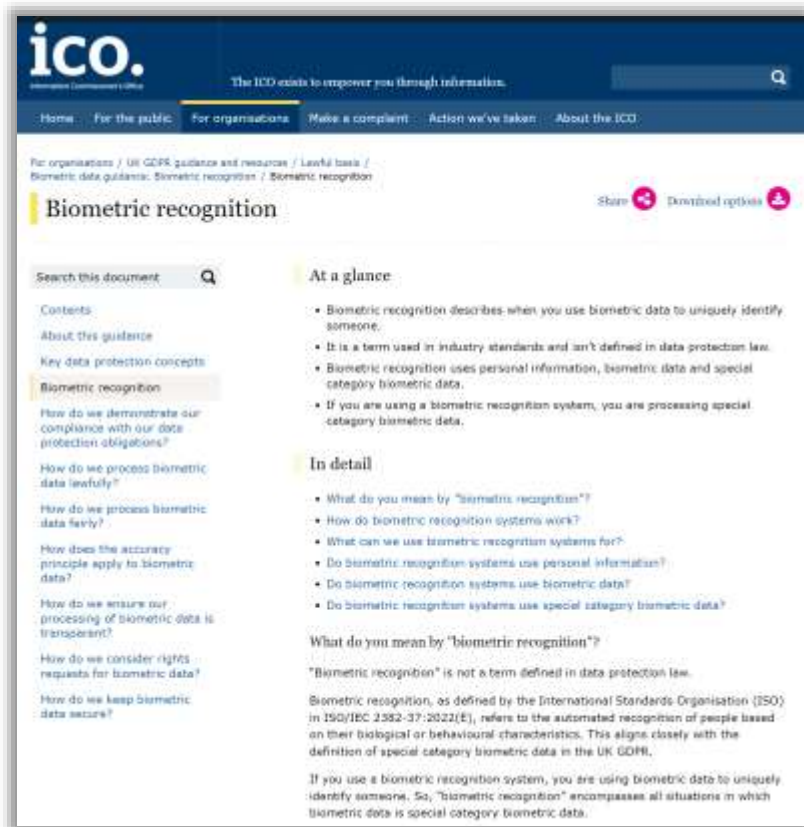 ico.
Information Commissioner's Office
The ICO exists to empower you through information.
Home For the public For organisations Make a complaint Action we've taken About the ICO
For organisations / UK GDPR guidance and resources / Lawful basis /
Biometric data guidance: Biometric recognition / Biometric recognition
Biometric recognition
Share Download options
Search this document
Contents
About this guidance
Key data protection concepts
Biometric recognition
How do we demonstrate our
compliance with our data
protection obligations?
How do we process biometric
data lawfully?
How do we process biometric
data fairly?
How does the accuracy
principle apply to biometric
data?
How do we ensure our
processing of biometric data is
transparent?
How do we consider rights
requests for biometric data?
How do we keep biometric
data secure?
At a glance
• Biometric recognition describes when you use biometric data to uniquely identify
someone.
• It is a term used in industry standards and isn't defined in data protection law.
• Biometric recognition uses personal information, biometric data and special
category biometric data.
• If you are using a biometric recognition system, you are processing special
category biometric data.
In detail
• What do you mean by "biometric recognition"?
• How do biometric recognition systems work?
• What can we use biometric recognition systems for?
• Do biometric recognition systems use personal information?
• Do biometric recognition systems use biometric data?
• Do biometric recognition systems use special category biometric data?
What do you mean by "biometric recognition"?
"Biometric recognition" is not a term defined in data protection law.
Biometric recognition, as defined by the International Standards Organisation (ISO)
in ISO/IEC 2382-37:2022(E), refers to the automated recognition of people based
on their biological or behavioural characteristics. This aligns closely with the
definition of special category biometric data in the UK GDPR.
If you use a biometric recognition system, you are using biometric data to uniquely
identify someone. So, "biometric recognition" encompasses all situations in which
biometric data is special category biometric data.